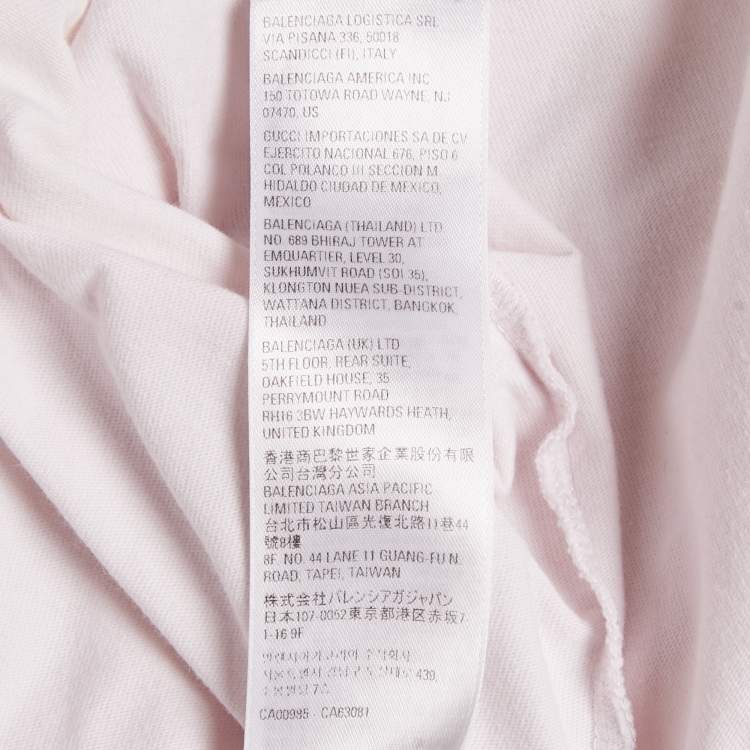 BALENCIAGA LOGISTICA SRL
VIA PISANA 336, 50018
SCANDICCI (FI), ITALY
BALENCIAGA AMERICA INC
150 TOTOWA ROAD WAYNE, NJ
07470, US
GUCCI IMPORTACIONES SA DE CV
EJERCITO NACIONAL 676, PISO 6
COL POLANCO III SECCION M.
HIDALDO CIUDAD DE MEXICO,
MEXICO
BALENCIAGA (THAILAND) LTD
NO. 689 BHIRAJ TOWER AT
EMQUARTIER, LEVEL 30,
SUKHUMVIT ROAD (SOI 35),
KLONGTON NUEA SUB-DISTRICT,
WATTANA DISTRICT, BANGKOK,
THAILAND
BALENCIAGA (UK) LTD
5TH FLOOR, REAR SUITE,
OAKFIELD HOUSE, 35
PERRYMOUNT ROAD
RH16 3BW HAYWARDS HEATH,
UNITED KINGDOM
香港商巴黎世家企業股份有限
公司台灣分公司
BALENCIAGA ASIA PACIFIC
LIMITED TAIWAN BRANCH
台北市松山區光復北路11巷44
號8樓
8F. NO. 44 LANE 11 GUANG-FU N.
ROAD, TAPEI, TAIWAN
株式会社バレンシアガジャパン
日本107-0052東京都港区赤坂7-
1-16 9F
439,
CA00985 - CA63081